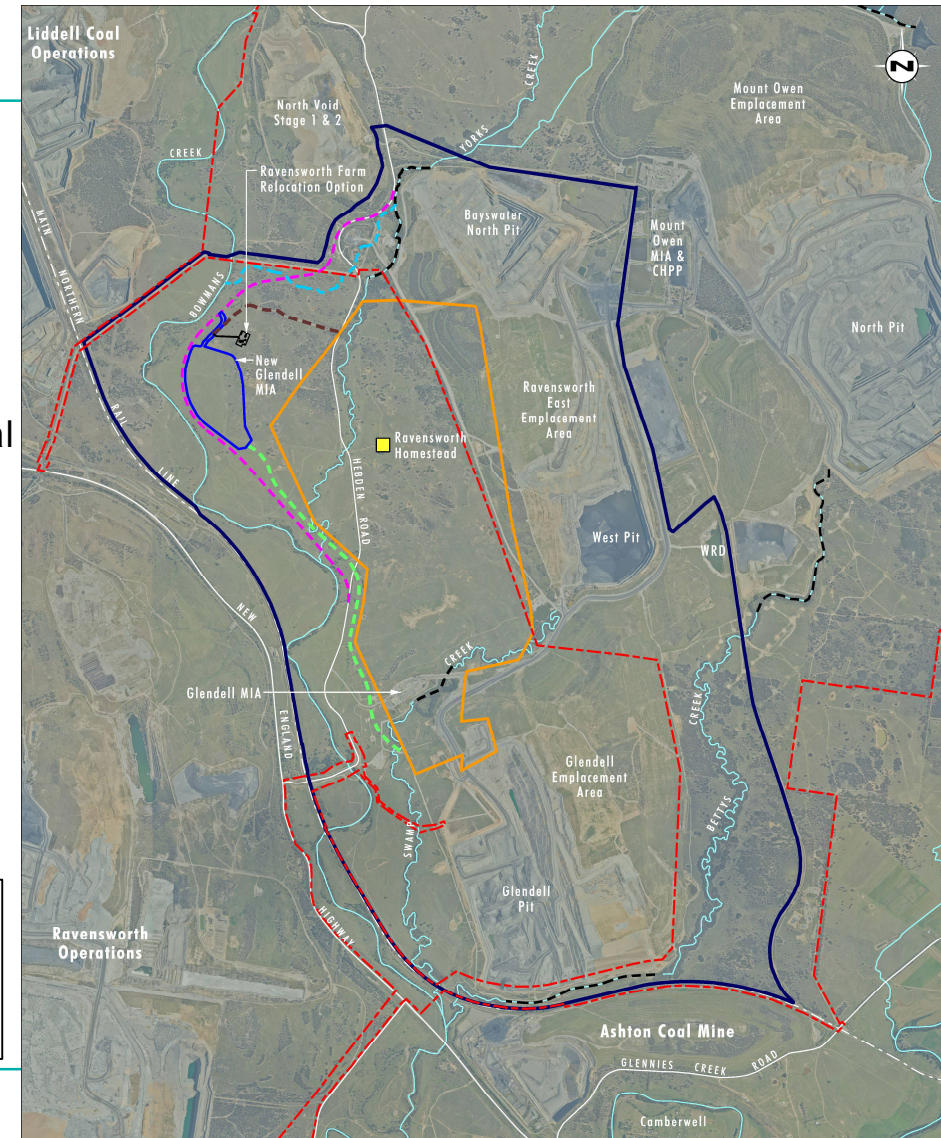 Liddell Coal
Operations
North Void
Stage 1 & 2
CREEK
Ravensworth Farm
Relocation Option
CREEK
YORKS
Mount Owen
Emplacement
Area
N
Bayswater
North Pit
Mount
Owen
MIA &
CHPP
MAIN
NORTHERN
RAIL
LINE
BOWMANS
New
Glendell
MIA
North Pit
Ravensworth
East
Emplacement
Area
al
Ravensworth
Homestead
HEBDEN ROAD
West Pit
WRD
NEW
ENGLAND
HIGHWAY
CREEK
Glendell MIA
CREEK
BETTYS
Glendell
Emplacement
Area
SWAMP
Glendell
Pit
Ravensworth
Operations
Ashton Coal Mine
GLENNIES CREEK ROAD
Camberwell